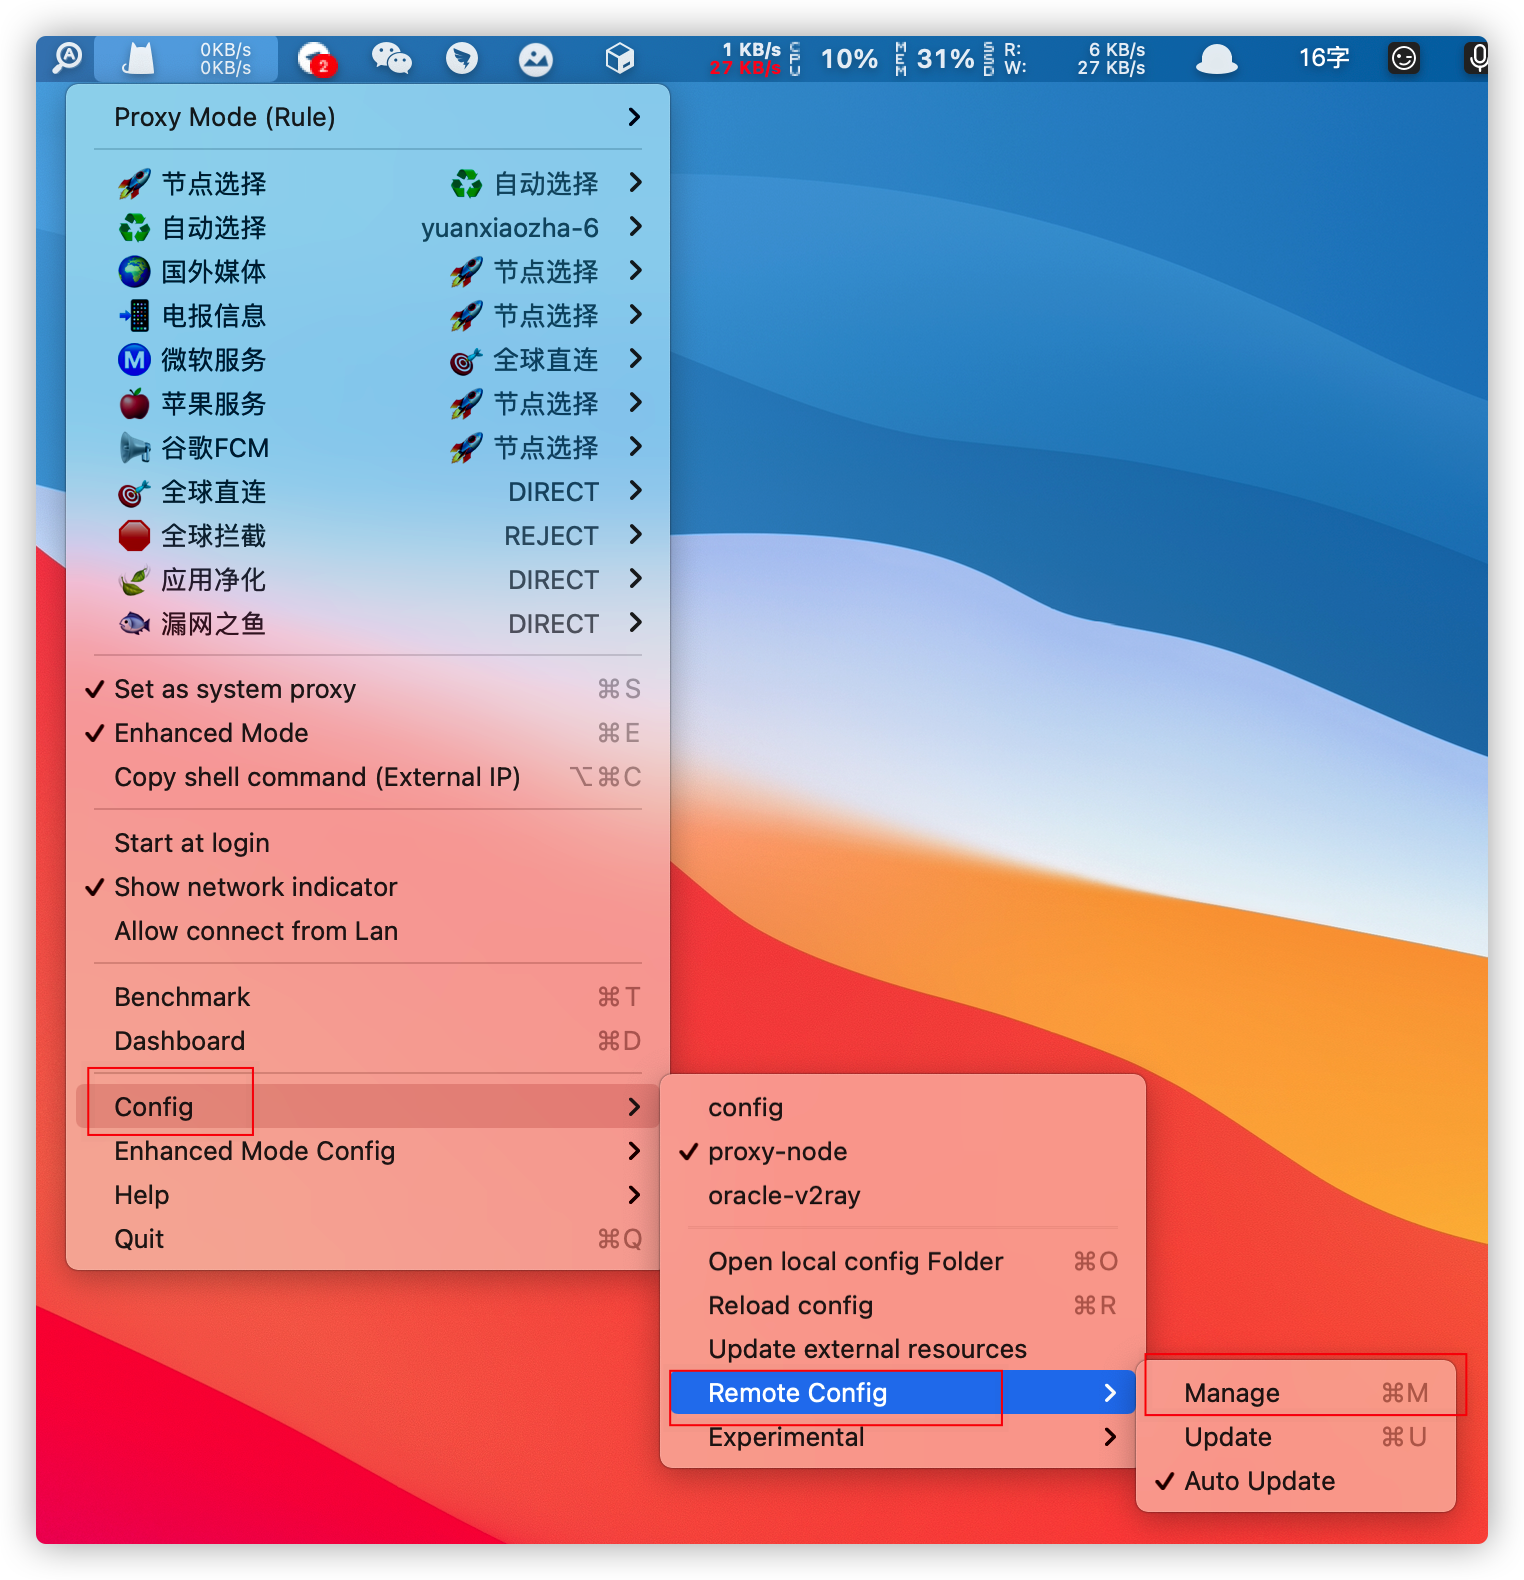 0KB/s
0KB/s
2
1 KB/s
27 KB/s
CPU
10%
MEM
31%
SSD
R:
W:
6 KB/s
27 KB/s
16字
Proxy Mode (Rule)
节点选择 自动选择
自动选择 yuanxiaozha-6
国外媒体 节点选择
电报信息 节点选择
M 微软服务 全球直连
苹果服务 节点选择
谷歌FCM 节点选择
全球直连 DIRECT
全球拦截 REJECT
应用净化 DIRECT
漏网之鱼 DIRECT
Set as system proxy ⌘S
Enhanced Mode ⌘E
Copy shell command (External IP) ⌥⌘C
Start at login
Show network indicator
Allow connect from Lan
Benchmark ⌘T
Dashboard ⌘D
Config
Enhanced Mode Config
Help
Quit ⌘Q
config
proxy-node
oracle-v2ray
Open local config Folder ⌘O
Reload config ⌘R
Update external resources
Remote Config
Experimental
Manage ⌘M
Update ⌘U
Auto Update